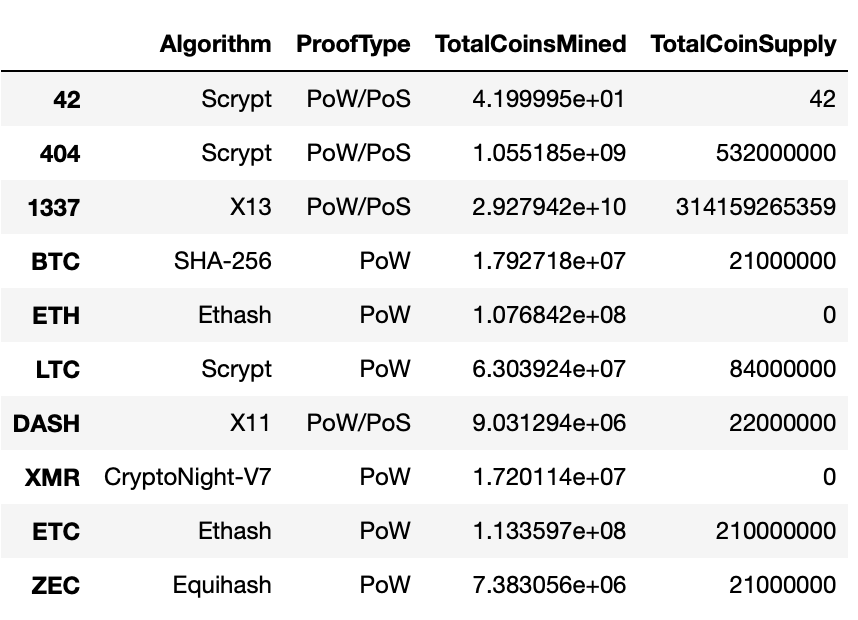 Algorithm ProofType TotalCoinsMined TotalCoinSupply
42 Scrypt PoW/PoS 4.199995e+01 42
404 Scrypt PoW/PoS 1.055185e+09 532000000
1337 X13 PoW/PoS 2.927942e+10 314159265359
BTC SHA-256 PoW 1.792718e+07 21000000
ETH Ethash PoW 1.076842e+08 0
LTC Scrypt PoW 6.303924e+07 84000000
DASH X11 PoW/PoS 9.031294e+06 22000000
XMR CryptoNight-V7 PoW 1.720114e+07 0
ETC Ethash PoW 1.133597e+08 210000000
ZEC Equihash PoW 7.383056e+06 21000000